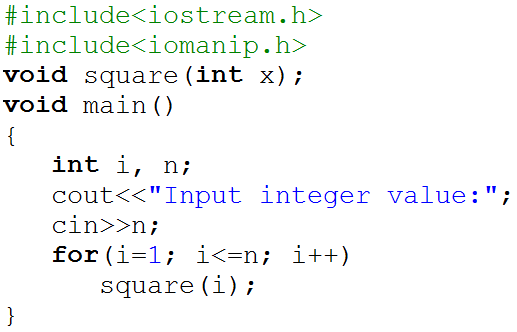 #include<iostream.h>
#include<iomanip.h>
void square(int x);
void main()
{
int i, n;
cout<<"Input integer value:";
cin>>n;
for(i=1; i<=n; i++)
square(i);
}